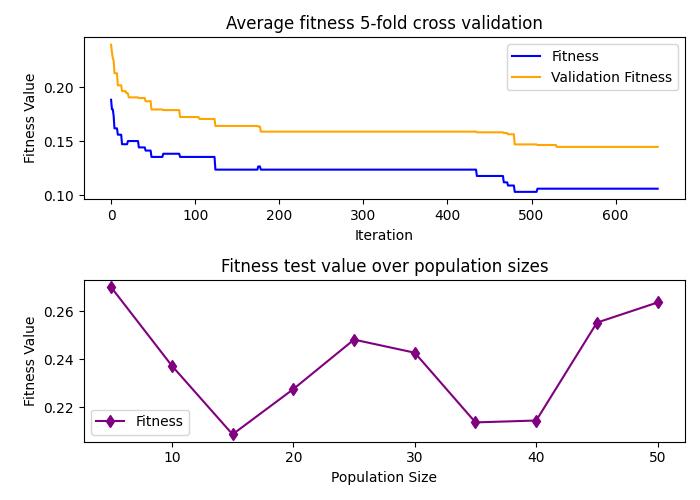 Average fitness 5-fold cross validation
Fitness Value
0.20
0.15
0.10
Fitness
Validation Fitness
0 100 200 300 400 500 600
Iteration
Fitness test value over population sizes
Fitness Value
0.26
0.24
0.22
Fitness
10 20 30 40 50
Population Size